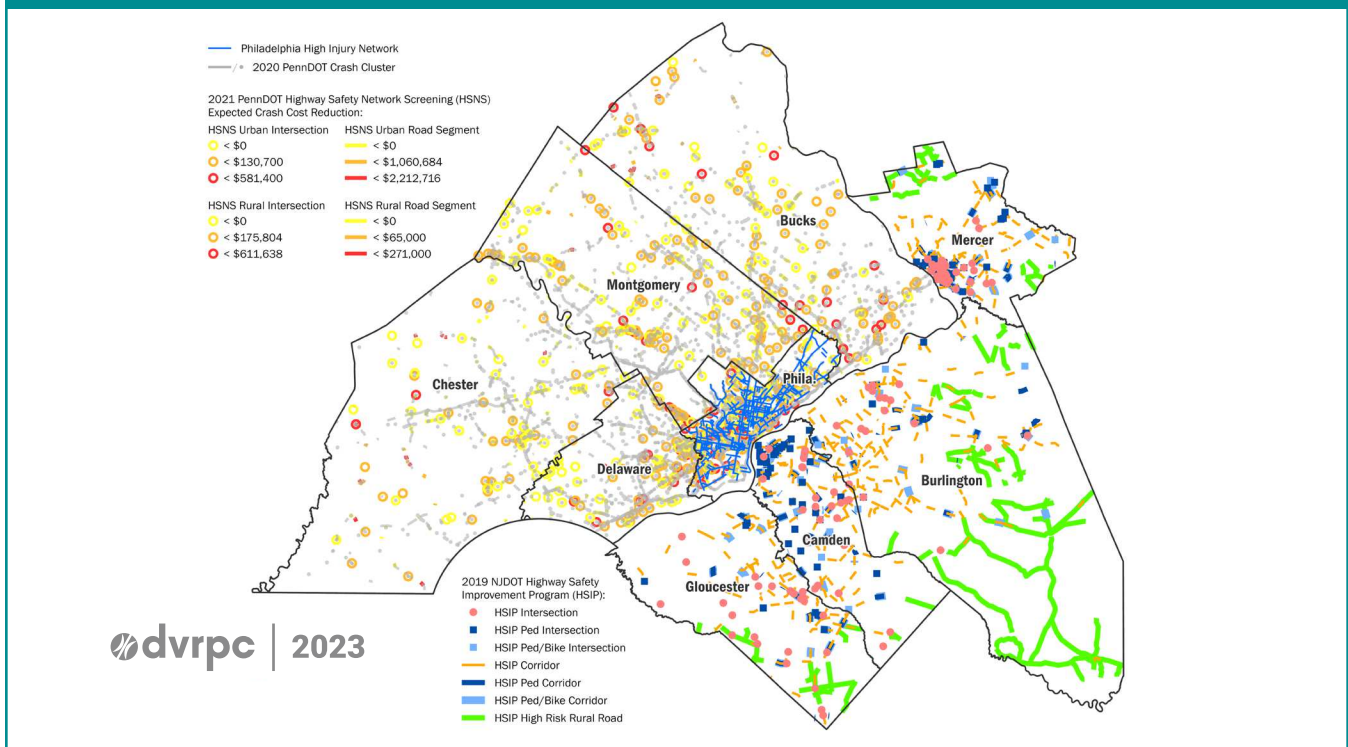 Philadelphia High Injury Network
2020 PennDOT Crash Cluster
2021 PennDOT Highway Safety Network Screening (HSNS)
Expected Crash Cost Reduction:
HSNS Urban Intersection
< $0
< $130,700
< $581,400
HSNS Urban Road Segment
< $0
< $1,060,684
< $2,212,716
HSNS Rural Intersection
< $0
< $175,804
< $611,638
HSNS Rural Road Segment
< $0
< $65,000
< $271,000
Bucks
Mercer
Montgomery
Chester
Phila.
Delaware
Burlington
Camden
Gloucester
2019 NJDOT Highway Safety
Improvement Program (HSIP):
HSIP Intersection
HSIP Ped Intersection
HSIP Ped/Bike Intersection
HSIP Corridor
HSIP Ped Corridor
HSIP Ped/Bike Corridor
HSIP High Risk Rural Road
dvrpc | 2023